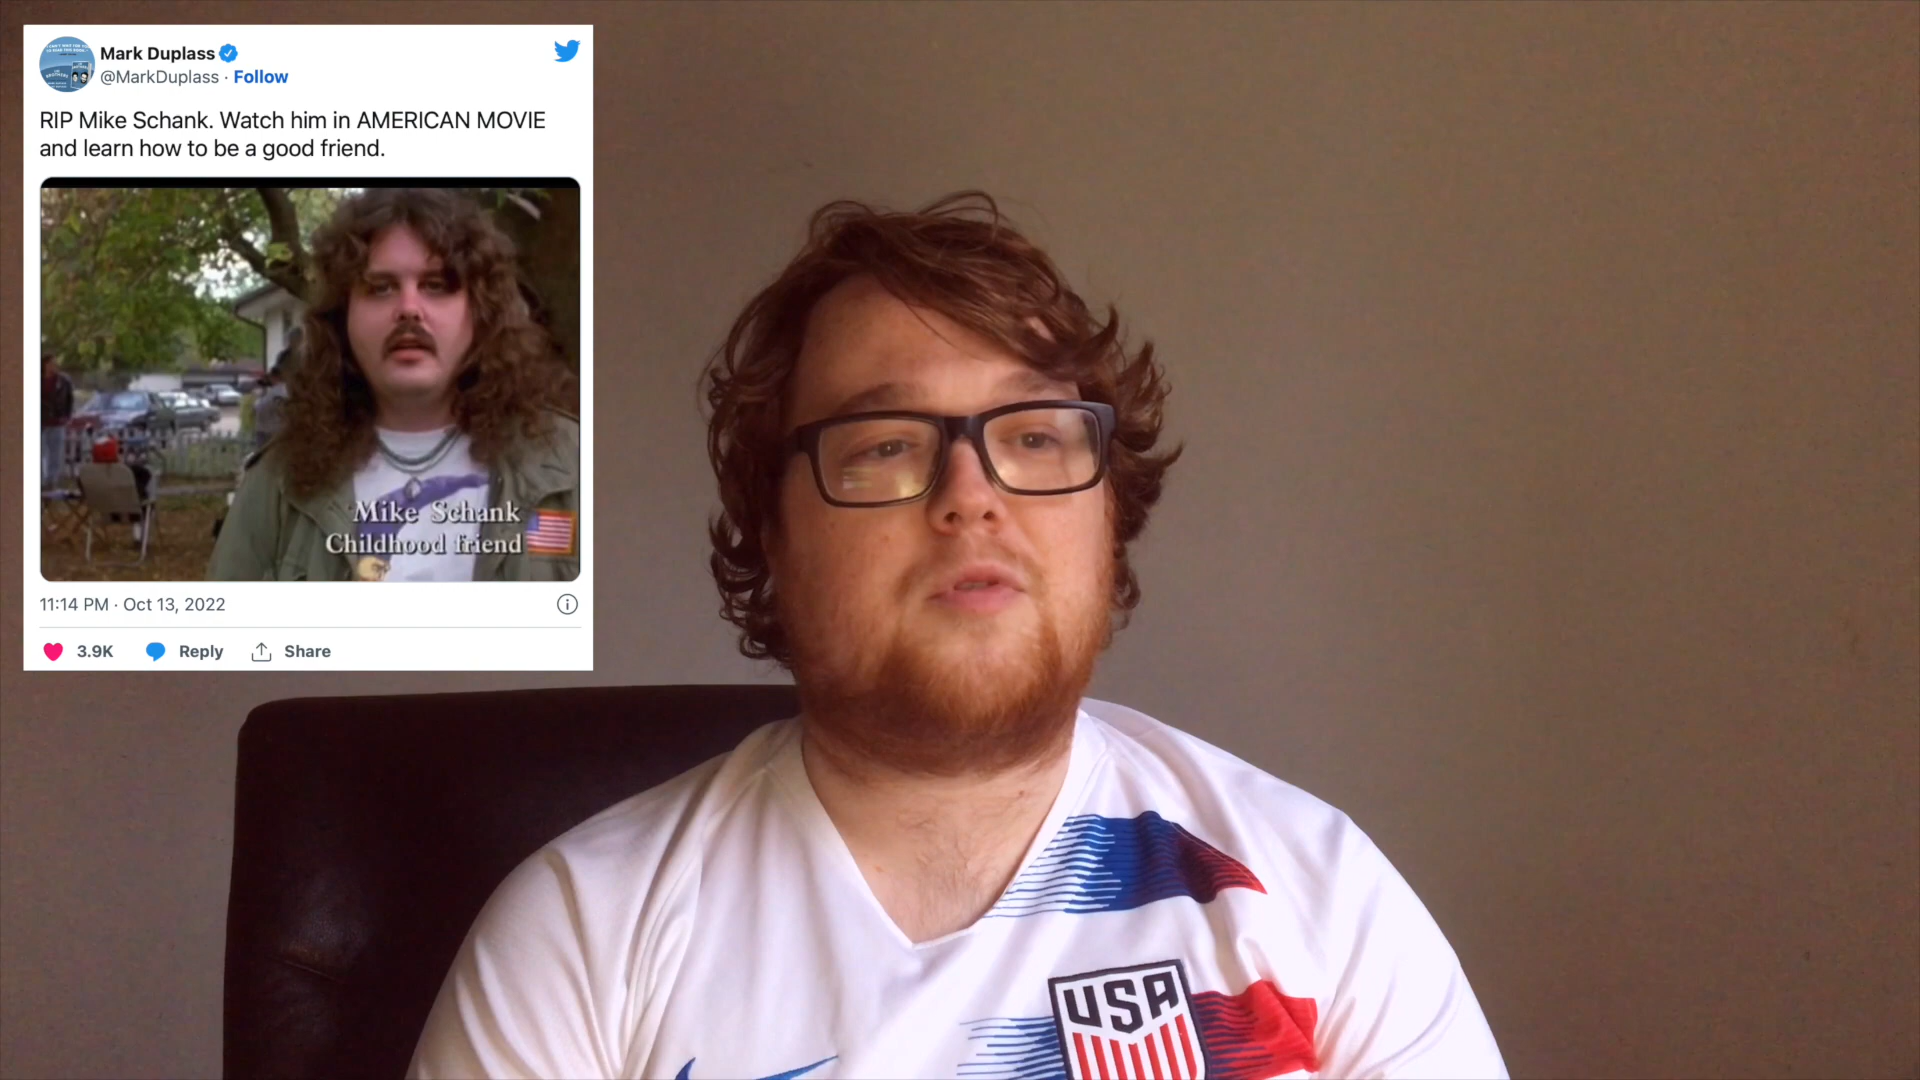 Mark Duplass
@MarkDuplass · Follow
RIP Mike Schank. Watch him in AMERICAN MOVIE
and learn how to be a good friend.
Mike Schank
Childhood friend
11:14 PM · Oct 13, 2022
3.9K Reply Share
USA